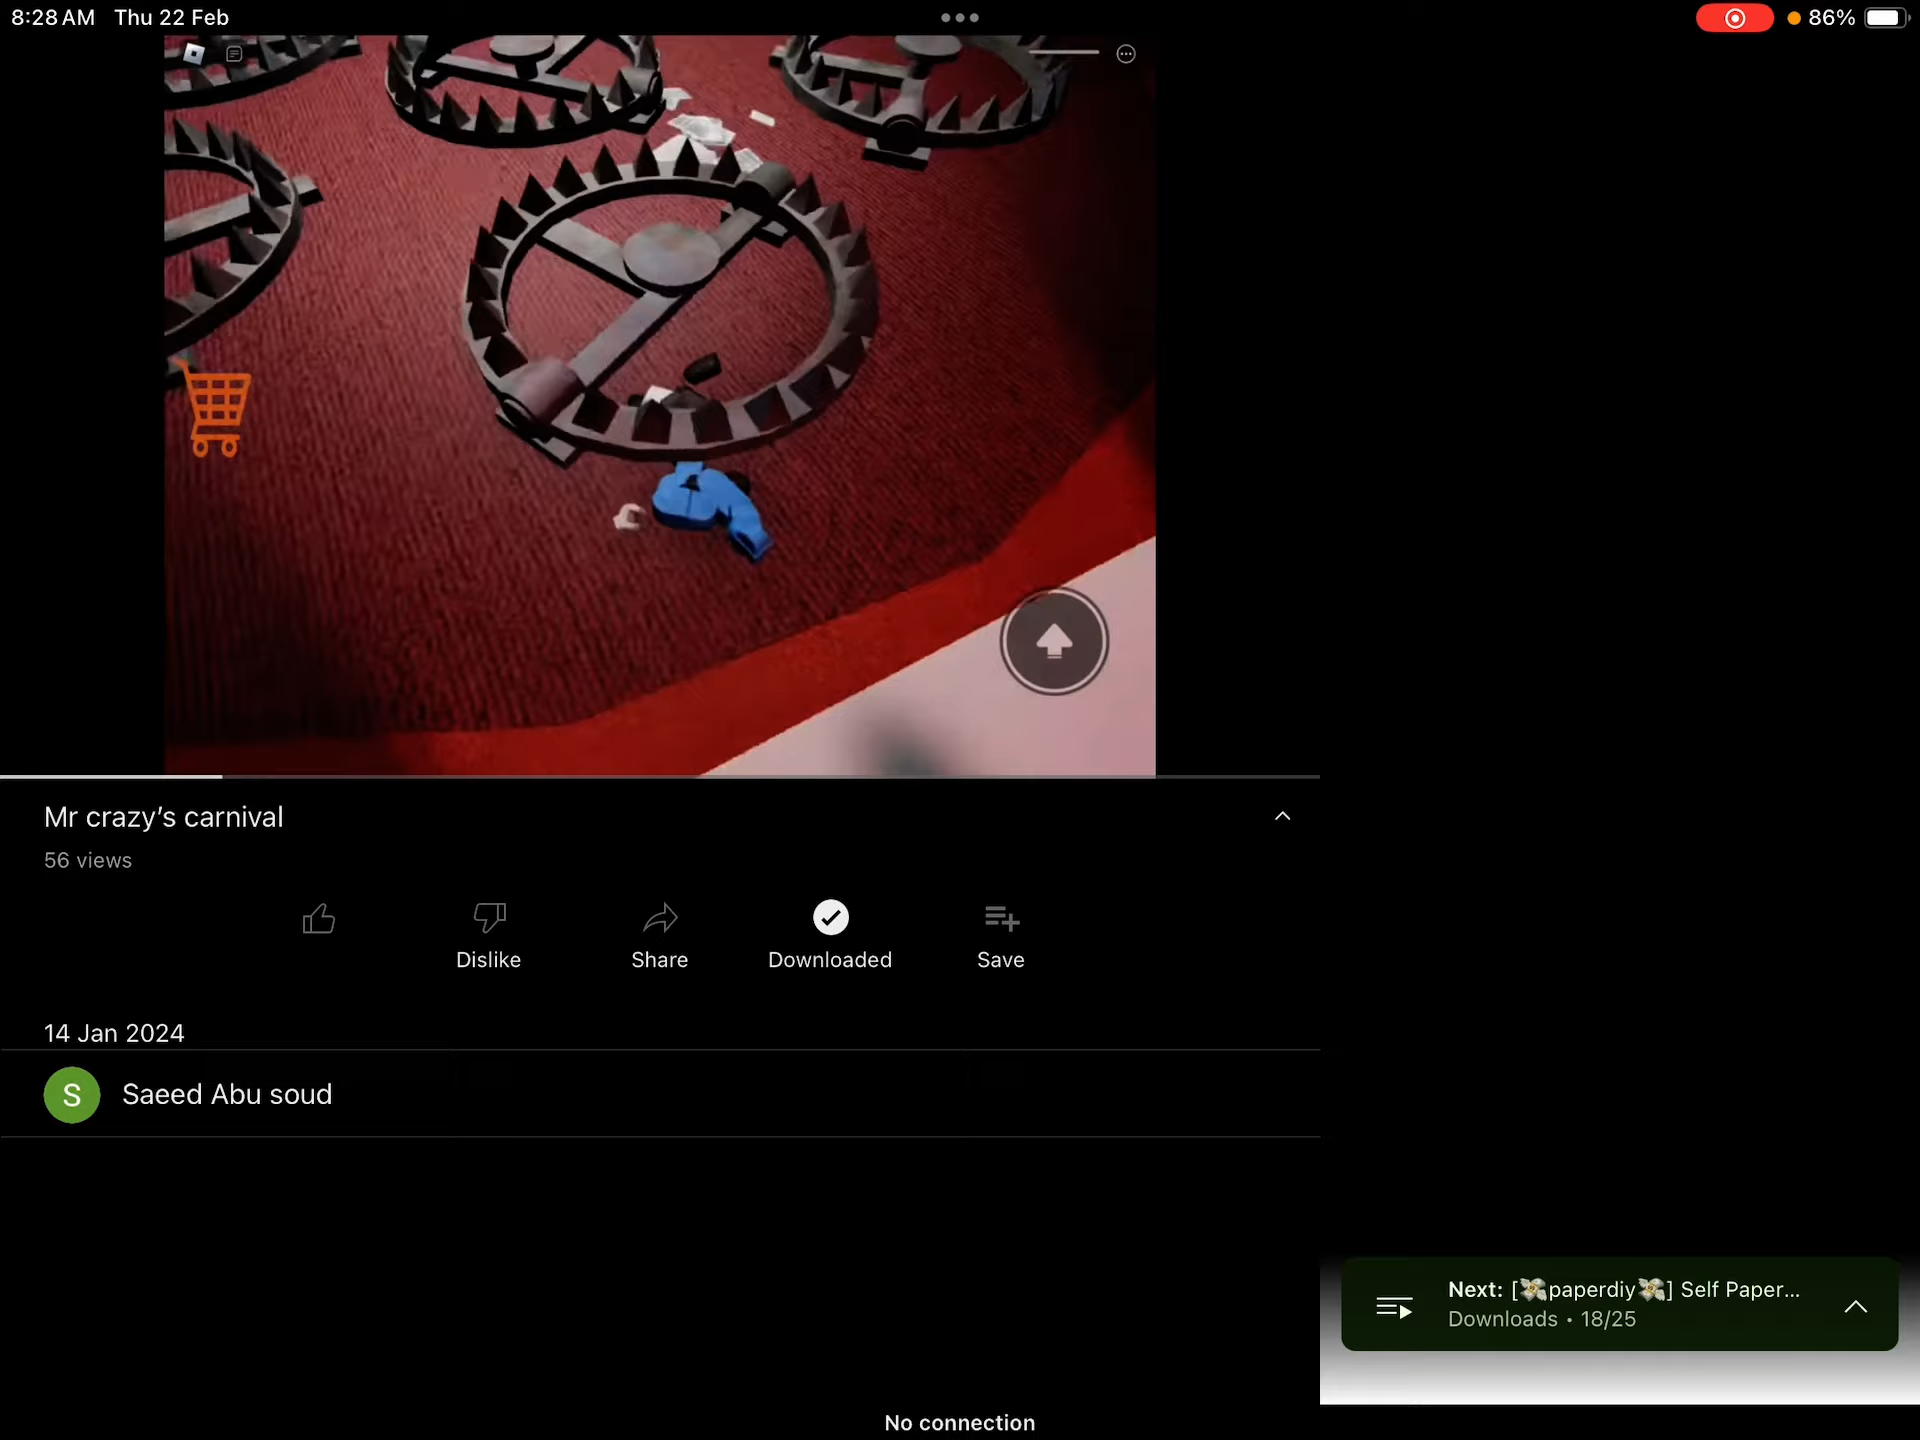 8:28 AM Thu 22 Feb
86%
Mr crazy’s carnival
56 views
Dislike
Share
Downloaded
Save
14 Jan 2024
S
Saeed Abu soud
Next: [💸paperdiy💸] Self Paper...
Downloads • 18/25
No connection